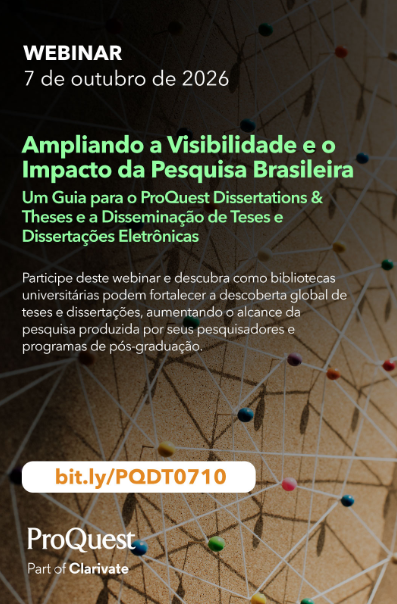 WEBINAR
7 de outubro de 2026
Ampliando a Visibilidade e o
Impacto da Pesquisa Brasileira
Um Guia para o ProQuest Dissertations &
Theses e a Disseminação de Teses e
Dissertações Eletrônicas
Participe deste webinar e descubra como bibliotecas
universitárias podem fortalecer a descoberta global de
teses e dissertações, aumentando o alcance da
pesquisa produzida por seus pesquisadores e
programas de pós-graduação.
bit.ly/PQDT0710
ProQuest
Part of Clarivate